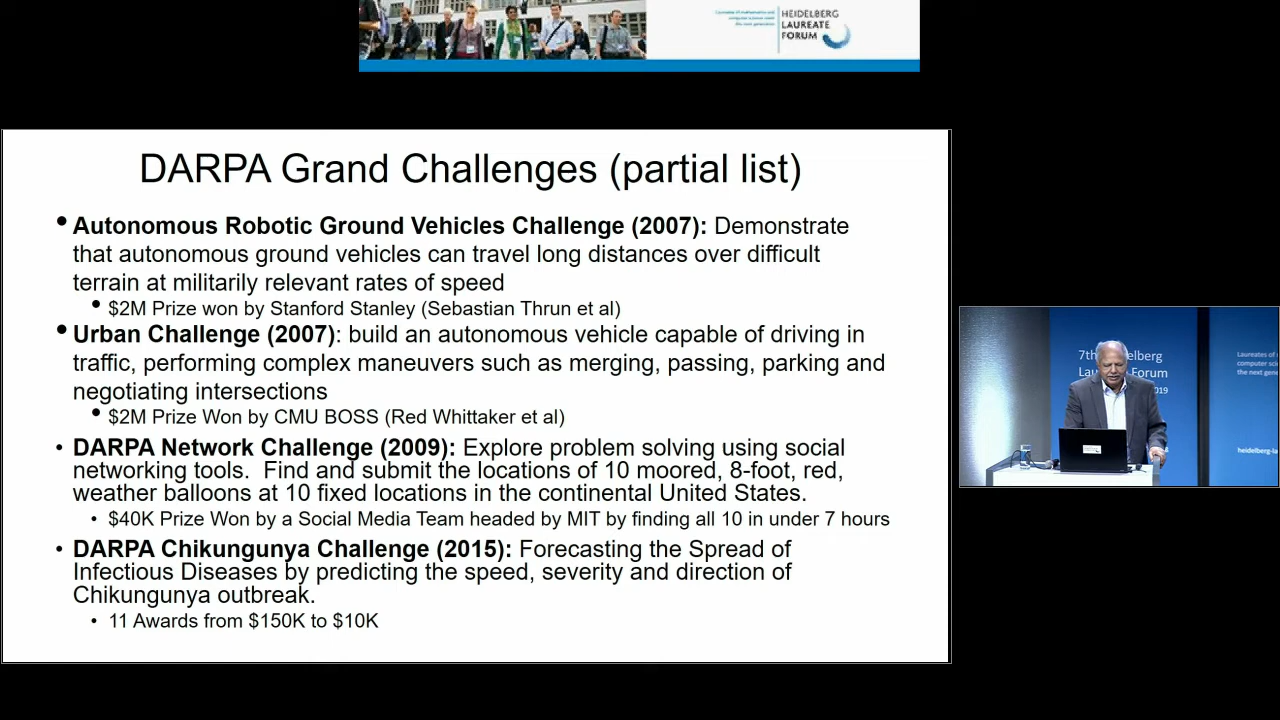 HEIDELBERG
LAUREATE
FORUM
DARPA Grand Challenges (partial list)
• Autonomous Robotic Ground Vehicles Challenge (2007): Demonstrate
that autonomous ground vehicles can travel long distances over difficult
terrain at militarily relevant rates of speed
• $2M Prize won by Stanford Stanley (Sebastian Thrun et al)
• Urban Challenge (2007): build an autonomous vehicle capable of driving in
traffic, performing complex maneuvers such as merging, passing, parking and
negotiating intersections
• $2M Prize Won by CMU BOSS (Red Whittaker et al)
• DARPA Network Challenge (2009): Explore problem solving using social
networking tools.  Find and submit the locations of 10 moored, 8-foot, red,
weather balloons at 10 fixed locations in the continental United States.
• $40K Prize Won by a Social Media Team headed by MIT by finding all 10 in under 7 hours
• DARPA Chikungunya Challenge (2015): Forecasting the Spread of
Infectious Diseases by predicting the speed, severity and direction of
Chikungunya outbreak.
• 11 Awards from $150K to $10K
7th
Forum
2019
Laureates of
computer
the next